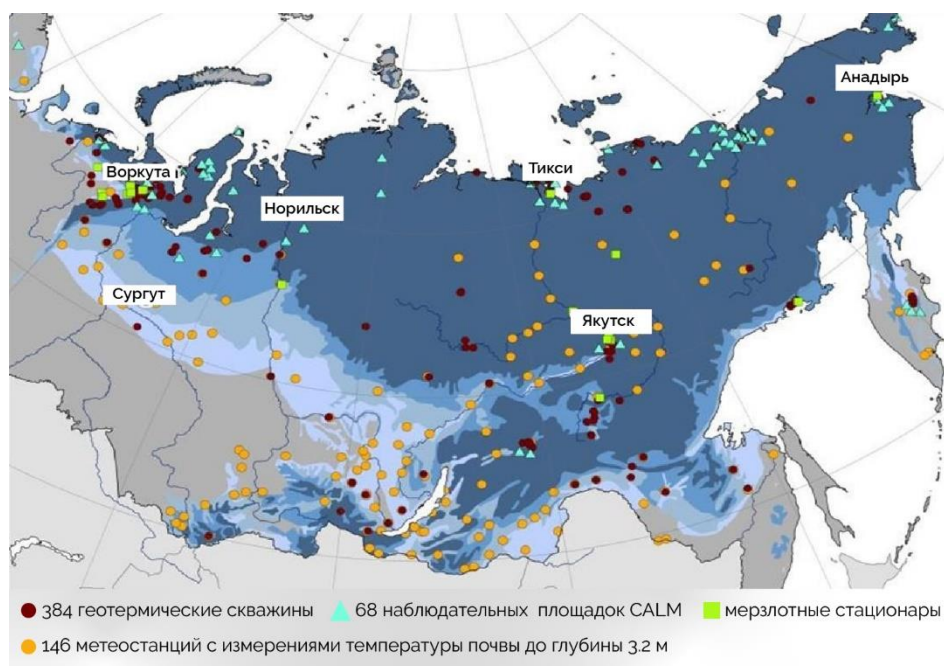 Анадырь
Тикси
Воркута
Норильск
Сургут
Якутск
384 геотермические скважины
68 наблюдательных площадок CALM
мерзлотные стационары
146 метеостанций с измерениями температуры почвы до глубины 3.2 м